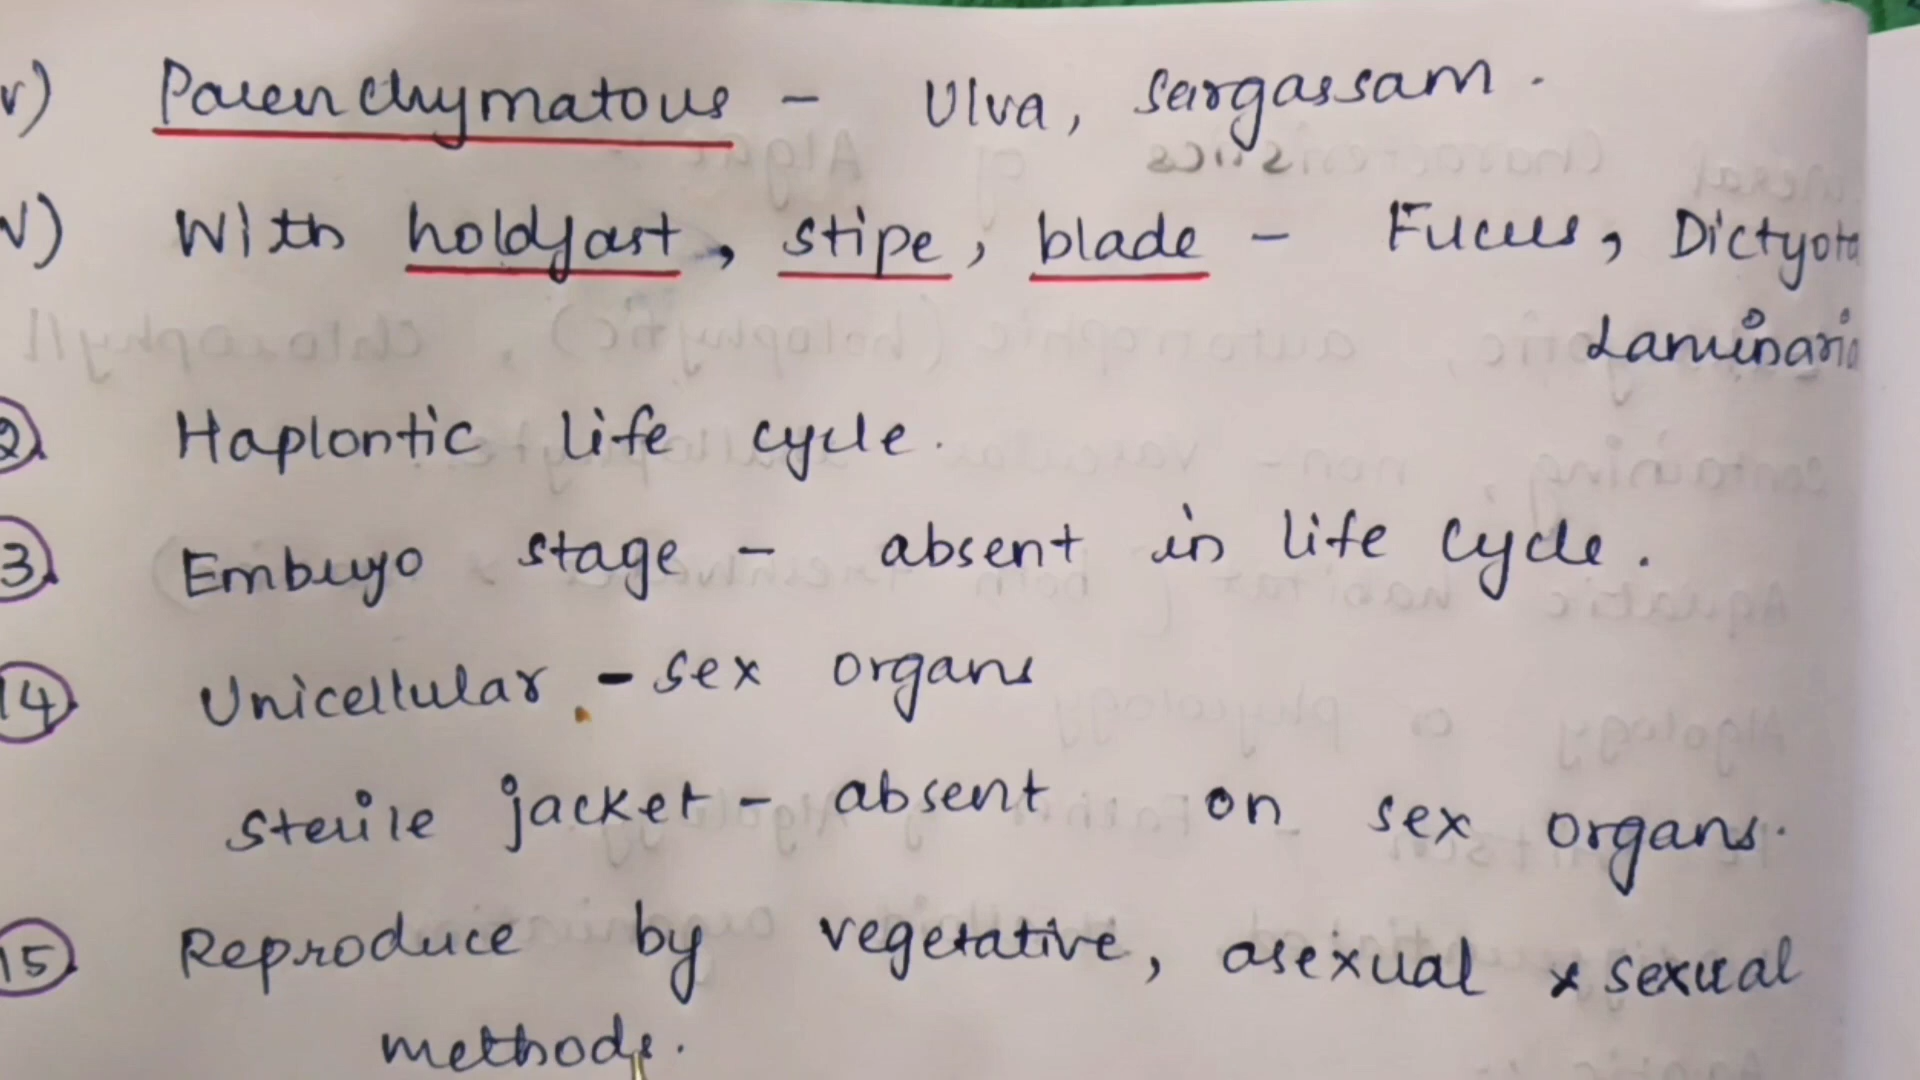 v) Parenchymatous - Ulva, Sargassam.
v) With holdfast, stipe, blade - Fucus, Dictyota
Laminaria
2) Haplontic life cycle.
3) Embryo stage - absent in life cycle.
14) Unicellular - sex organs
sterile jacket - absent on sex organs.
15) Reproduce by vegetative, asexual & sexual
methods.